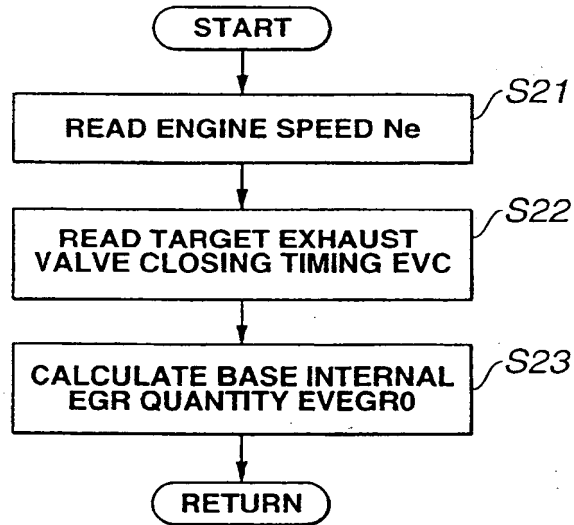 START
READ ENGINE SPEED Ne
S21
READ TARGET EXHAUST
VALVE CLOSING TIMING EVC
S22
CALCULATE BASE INTERNAL
EGR QUANTITY EVEGR0
S23
RETURN